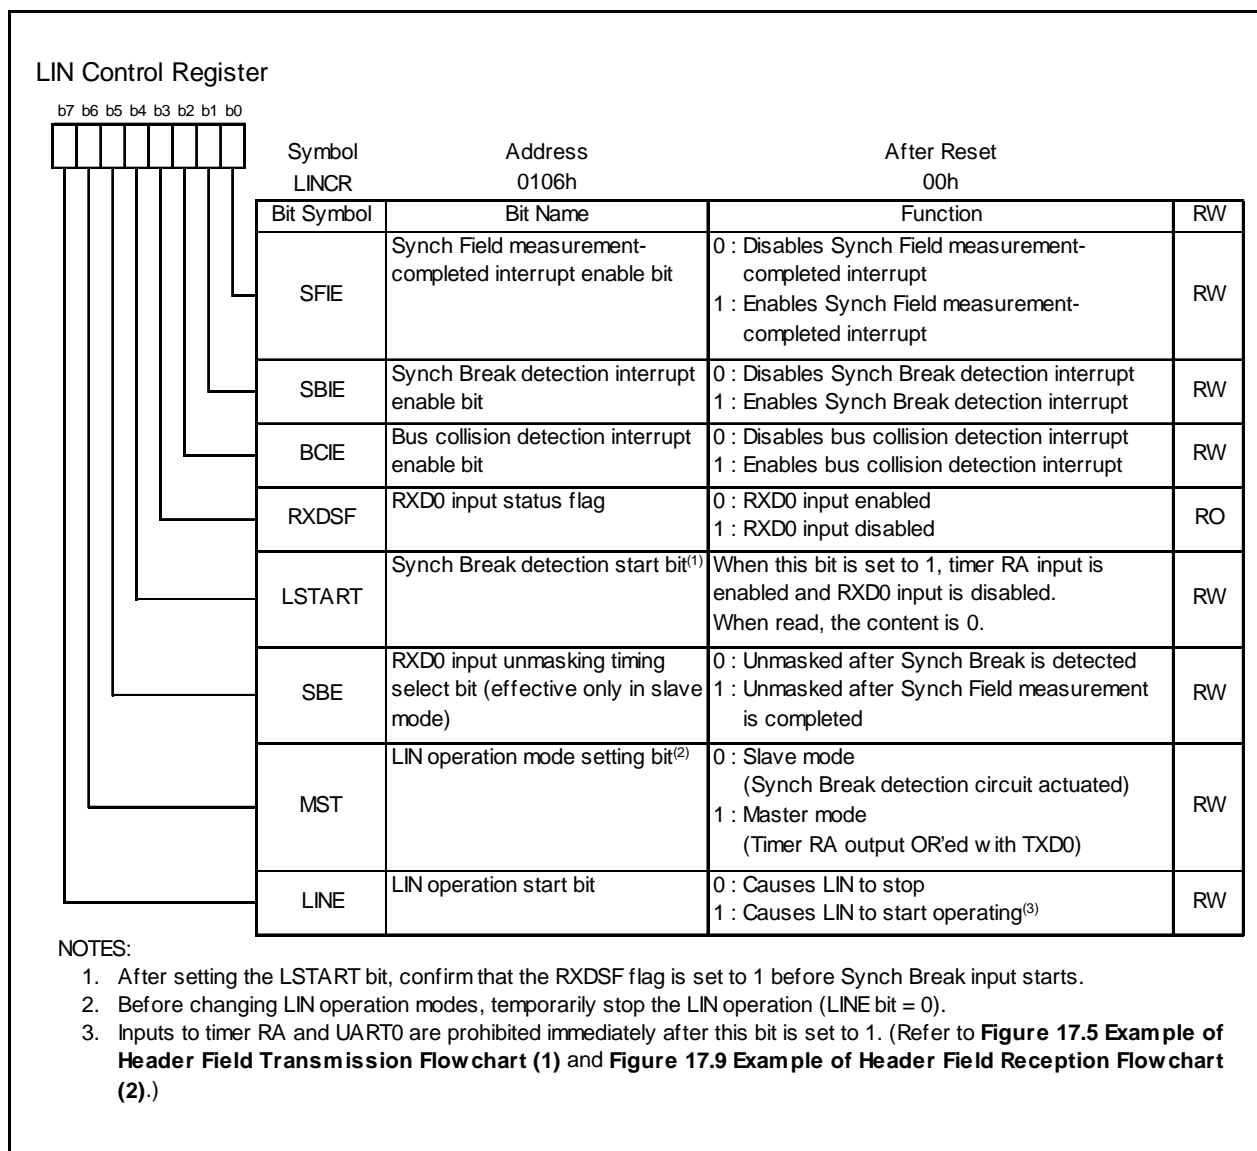 LIN Control Register
b7 b6 b5 b4 b3 b2 b1 b0
Symbol Address After Reset
LINCR 0106h 00h
Bit Symbol Bit Name Function RW
SFIE
Synch Field measurement-
completed interrupt enable bit
0 : Disables Synch Field measurement-
completed interrupt
1 : Enables Synch Field measurement-
completed interrupt
RW
SBIE
Synch Break detection interrupt
enable bit
0 : Disables Synch Break detection interrupt
1 : Enables Synch Break detection interrupt
RW
BCIE
Bus collision detection interrupt
enable bit
0 : Disables bus collision detection interrupt
1 : Enables bus collision detection interrupt
RW
RXDSF
RXD0 input status flag
0 : RXD0 input enabled
1 : RXD0 input disabled
RO
LSTART
Synch Break detection start bit(1)
When this bit is set to 1, timer RA input is
enabled and RXD0 input is disabled.
When read, the content is 0.
RW
SBE
RXD0 input unmasking timing
select bit (effective only in slave
mode)
0 : Unmasked after Synch Break is detected
1 : Unmasked after Synch Field measurement
is completed
RW
MST
LIN operation mode setting bit(2)
0 : Slave mode
(Synch Break detection circuit actuated)
1 : Master mode
(Timer RA output OR'ed with TXD0)
RW
LINE
LIN operation start bit
0 : Causes LIN to stop
1 : Causes LIN to start operating(3)
RW
NOTES:
1. After setting the LSTART bit, confirm that the RXDSF flag is set to 1 before Synch Break input starts.
2. Before changing LIN operation modes, temporarily stop the LIN operation (LINE bit = 0).
3. Inputs to timer RA and UART0 are prohibited immediately after this bit is set to 1. (Refer to Figure 17.5 Example of
Header Field Transmission Flowchart (1) and Figure 17.9 Example of Header Field Reception Flowchart
(2).)